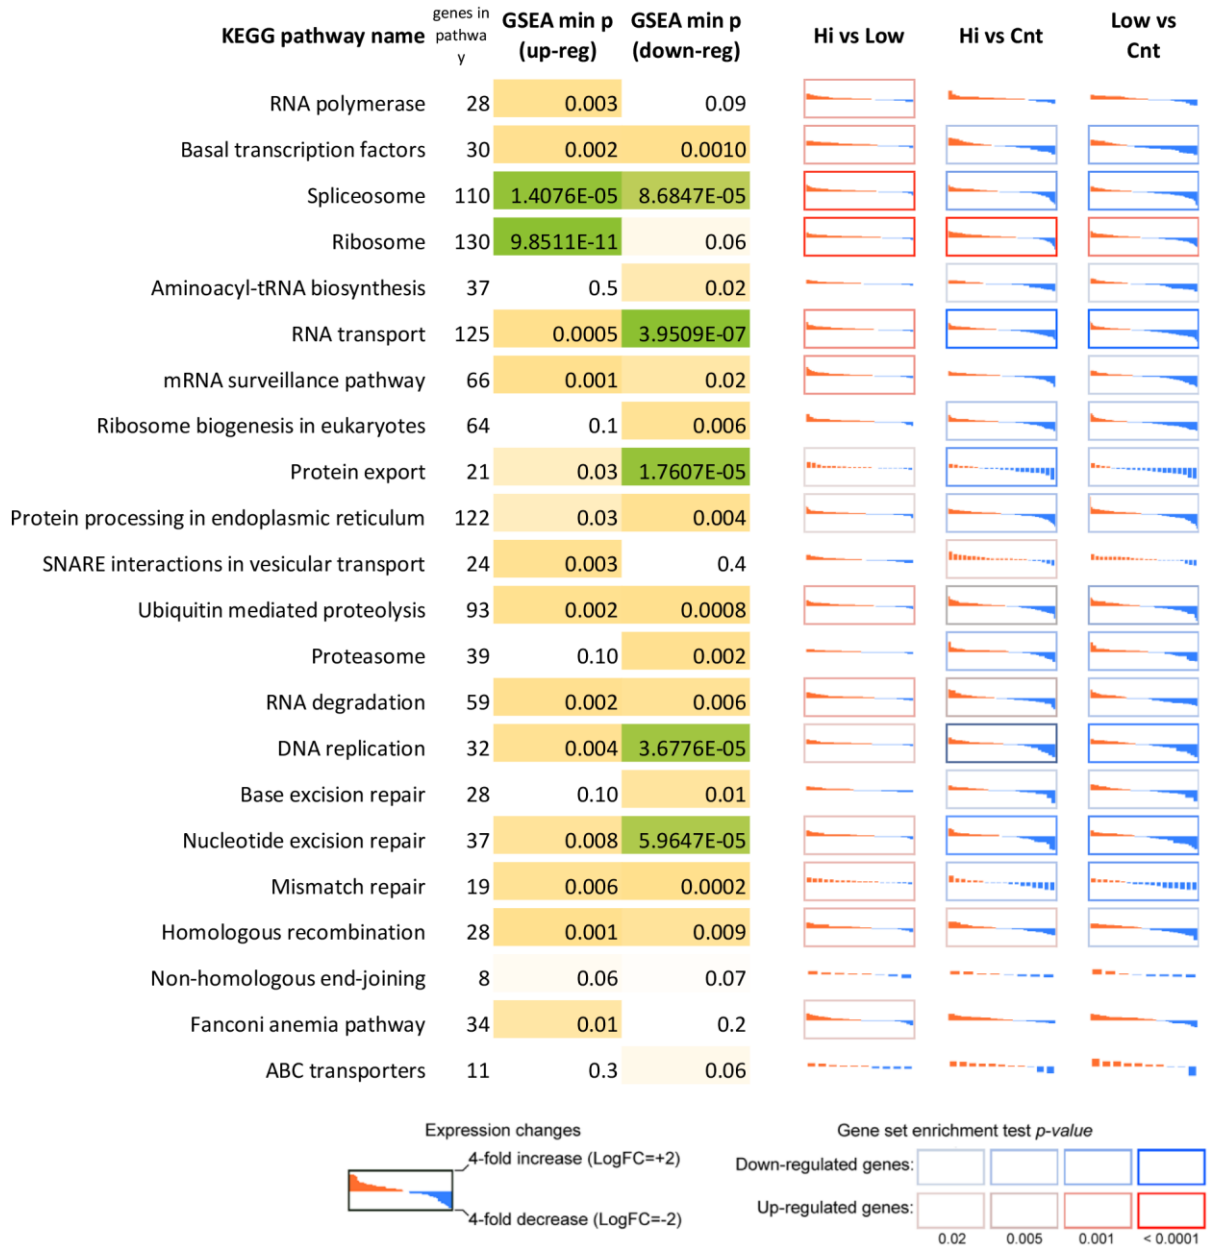 KEGG pathway name
genes in
pathwa
y
GSEA min p
(up-reg)
GSEA min p
(down-reg)
Hi vs Low
Hi vs Cnt
Low vs
Cnt
RNA polymerase 28 0.003 0.09
Basal transcription factors 30 0.002 0.0010
Spliceosome 110 1.4076E-05 8.6847E-05
Ribosome 130 9.8511E-11 0.06
Aminoacyl-tRNA biosynthesis 37 0.5 0.02
RNA transport 125 0.0005 3.9509E-07
mRNA surveillance pathway 66 0.001 0.02
Ribosome biogenesis in eukaryotes 64 0.1 0.006
Protein export 21 0.03 1.7607E-05
Protein processing in endoplasmic reticulum 122 0.03 0.004
SNARE interactions in vesicular transport 24 0.003 0.4
Ubiquitin mediated proteolysis 93 0.002 0.0008
Proteasome 39 0.10 0.002
RNA degradation 59 0.002 0.006
DNA replication 32 0.004 3.6776E-05
Base excision repair 28 0.10 0.01
Nucleotide excision repair 37 0.008 5.9647E-05
Mismatch repair 19 0.006 0.0002
Homologous recombination 28 0.001 0.009
Non-homologous end-joining 8 0.06 0.07
Fanconi anemia pathway 34 0.01 0.2
ABC transporters 11 0.3 0.06
Expression changes
4-fold increase (LogFC=+2)
4-fold decrease (LogFC=-2)
Gene set enrichment test p-value
Down-regulated genes:
Up-regulated genes:
0.02 0.005 0.001 < 0.0001